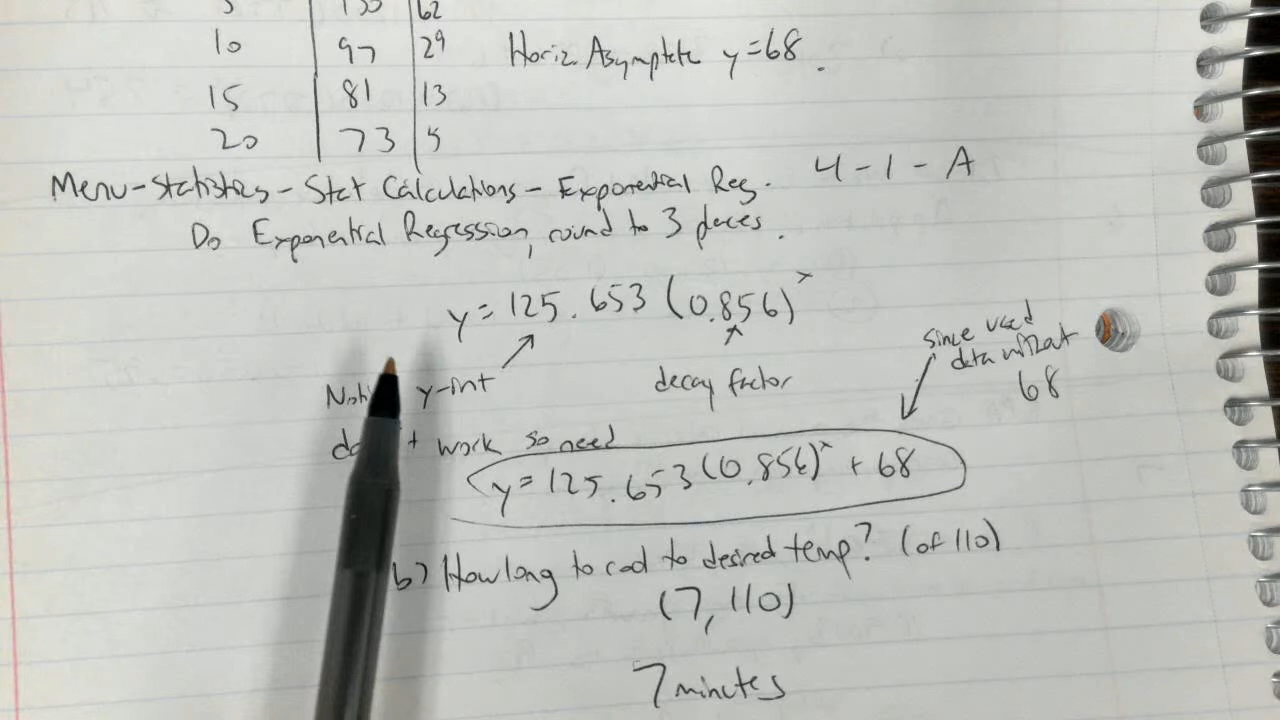 62
10 97 29 Horiz Asymptote y=68.
15 81 13
20 73 5
Menu-Statistics-Stat Calculations-Exponential Reg. 4-1-A
Do Exponential Regression, round to 3 places.
y=125.653(0.856)^x
since used
data without
68
y-int
decay factor
work so need
y=125.653(0.856)^x+68
b) How long to cool to desired temp? (of 110)
(7,110)
7 minutes